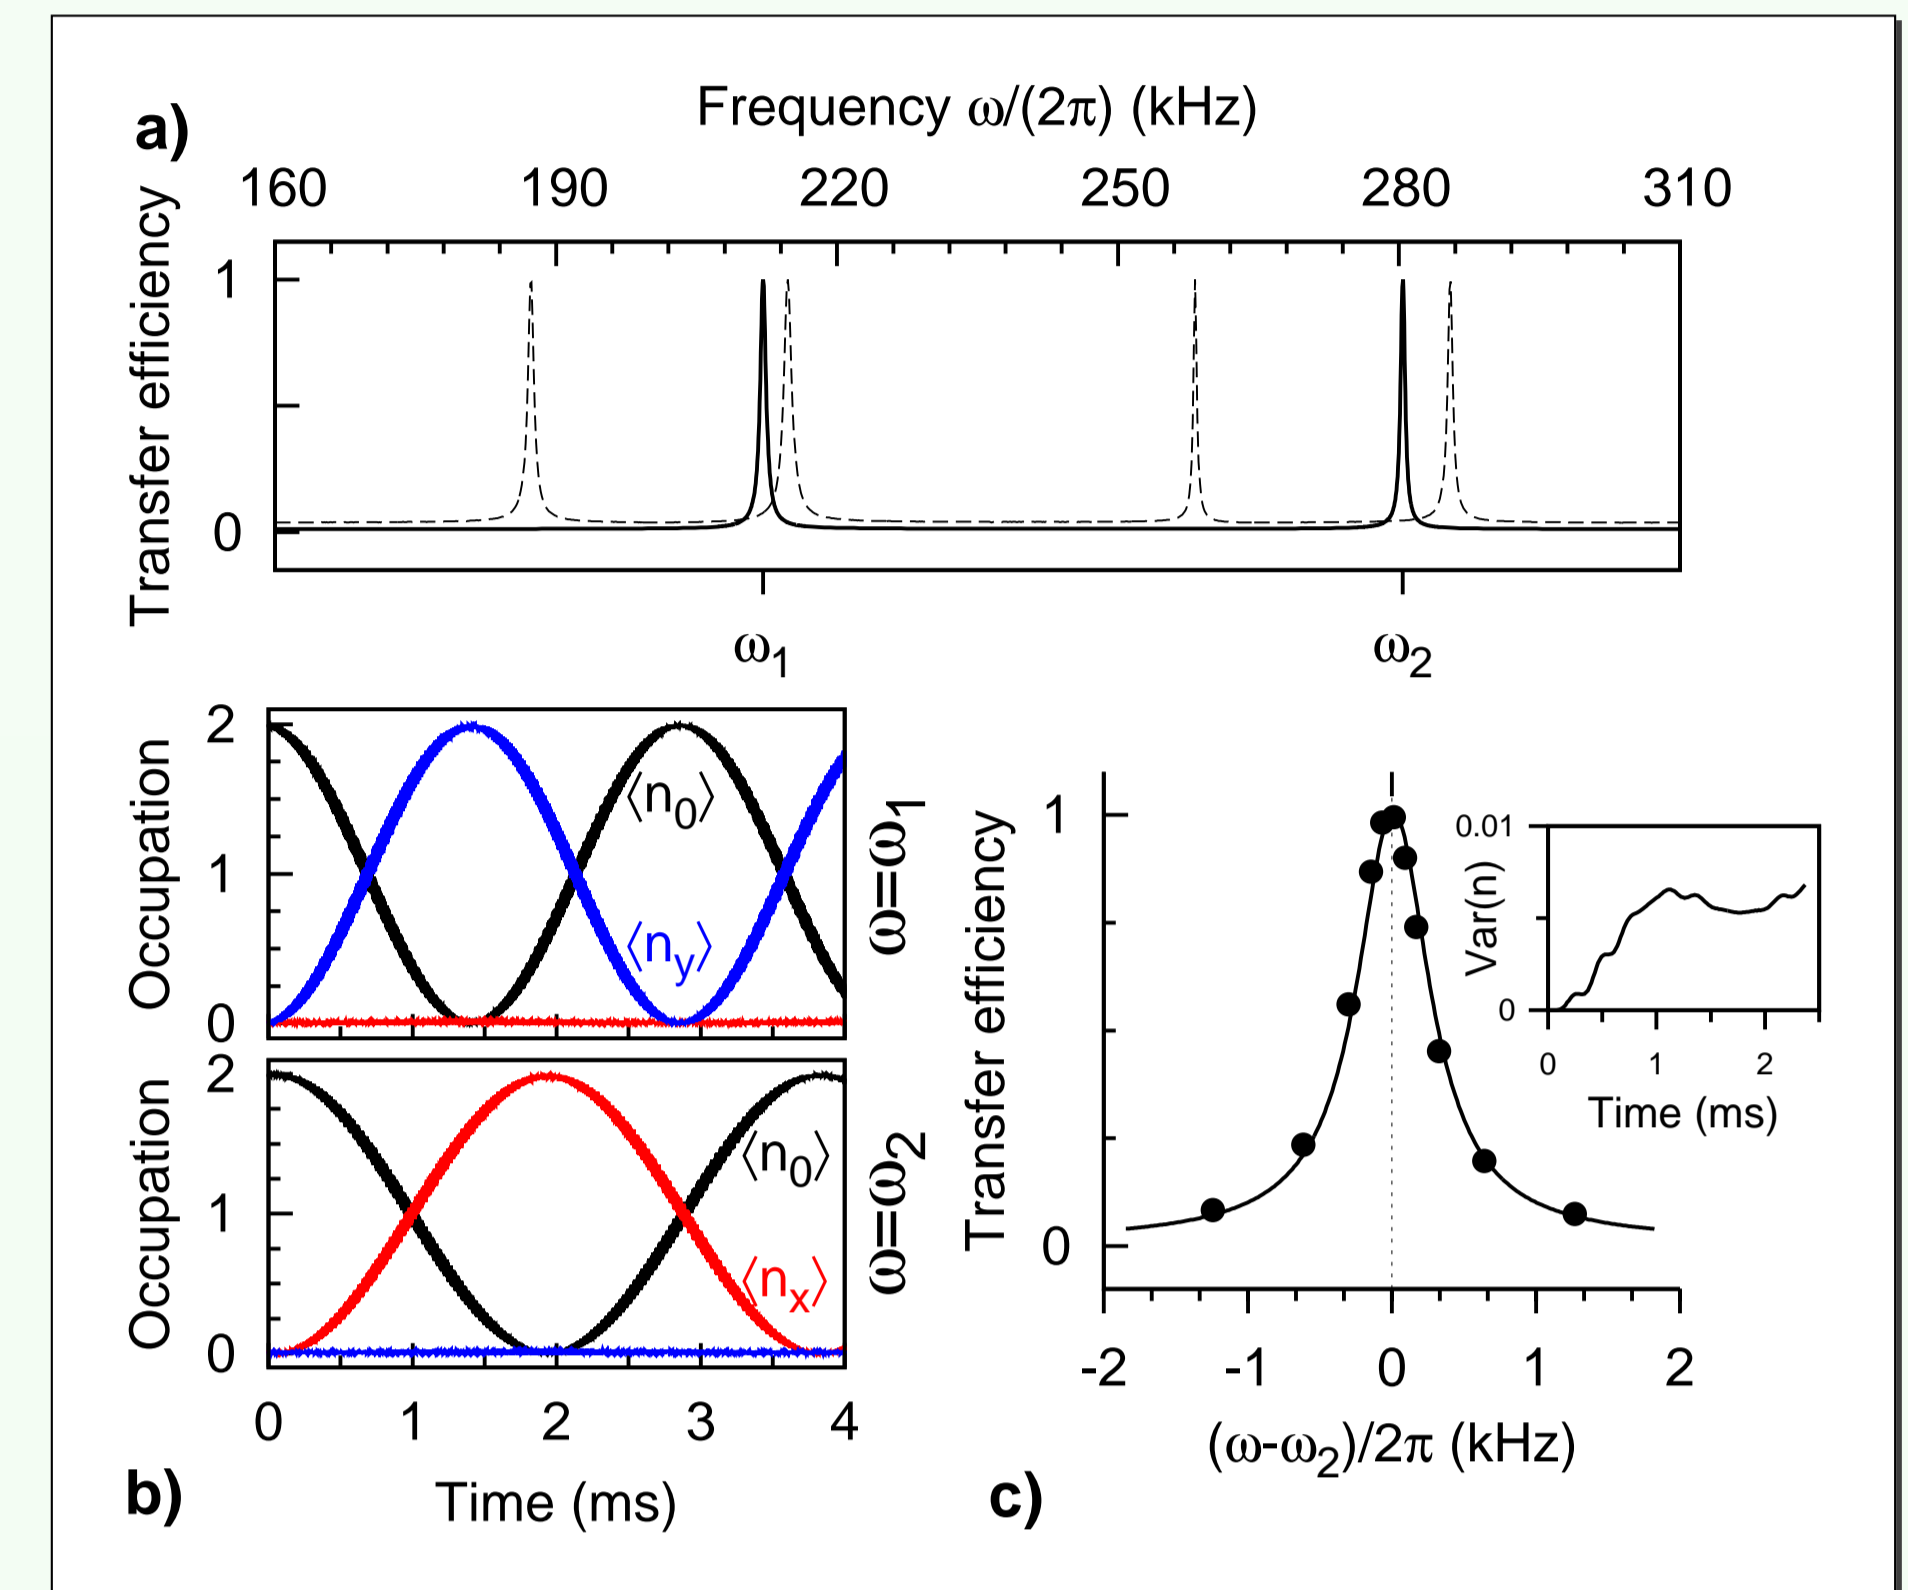 a)
Frequency ω/(2π) (kHz)
160 190 220 250 280 310
Transfer efficiency
1
0
ω1 ω2
Occupation
2
1
0
⟨n0⟩
⟨ny⟩
ω=ω1
Occupation
2
1
0
⟨n0⟩
⟨nx⟩
ω=ω2
0 1 2 3 4
Time (ms)
b)
Transfer efficiency
1
0
-2 -1 0 1 2
(ω-ω2)/2π (kHz)
c)
Var(n)
0.01
0
0 1 2
Time (ms)